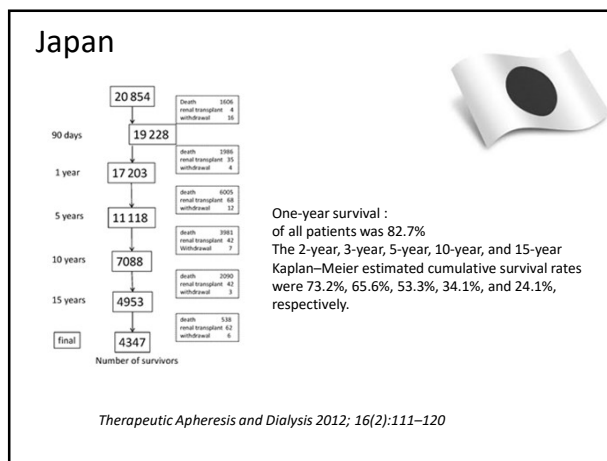 Japan
20 854
Death 1606
renal transplant 4
withdrawal 16
90 days
19 228
death 1986
renal transplant 35
withdrawal 4
1 year
17 203
death 6005
renal transplant 68
withdrawal 12
5 years
11 118
death 3981
renal transplant 42
Withdrawal 7
10 years
7088
death 2090
renal transplant 42
withdrawal 3
15 years
4953
death 538
renal transplant 62
withdrawal 6
final
4347
Number of survivors
One-year survival :
of all patients was 82.7%
The 2-year, 3-year, 5-year, 10-year, and 15-year
Kaplan–Meier estimated cumulative survival rates
were 73.2%, 65.6%, 53.3%, 34.1%, and 24.1%,
respectively.
Therapeutic Apheresis and Dialysis 2012; 16(2):111–120